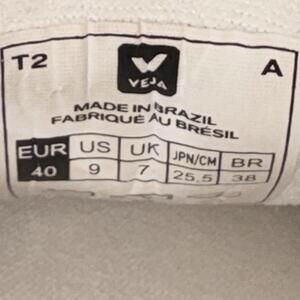 T2 A
VEJA
MADE IN BRAZIL
FABRIQUÉ AU BRÉSIL
EUR US UK JPN/CM BR
40 9 7 25,5 38